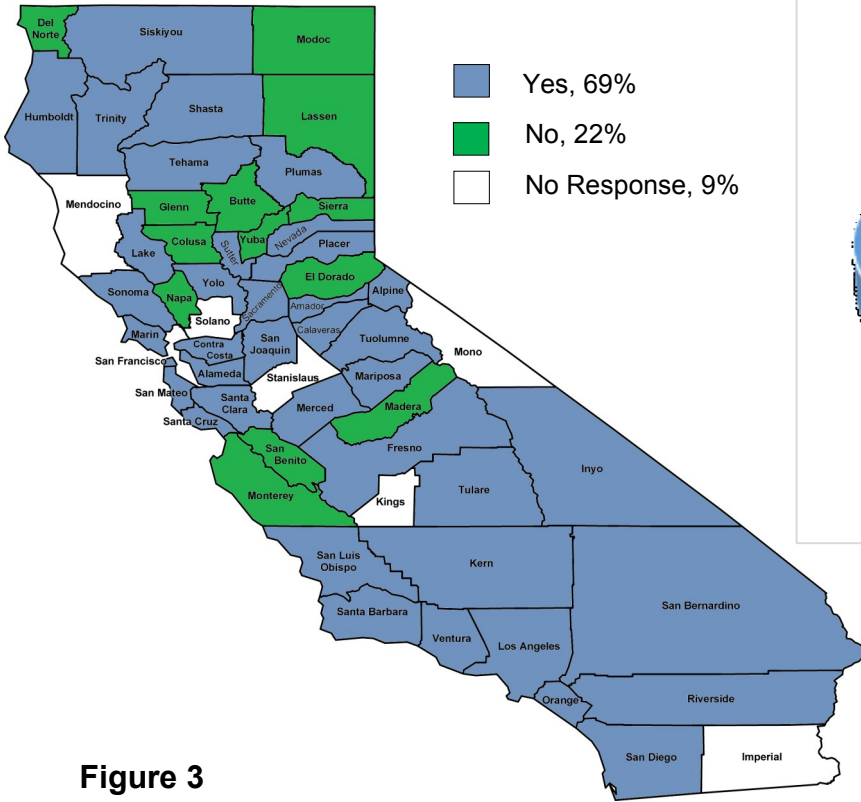 Del
Norte
Siskiyou
Modoc
Yes, 69%
No, 22%
No Response, 9%
Humboldt
Trinity
Shasta
Lassen
Tehama
Plumas
Mendocino
Glenn
Butte
Sierra
Colusa
Sutter
Yuba
Nevada
Placer
Lake
El Dorado
Sonoma
Napa
Yolo
Sacramento
Alpine
Solano
Amador
Marin
Contra
Costa
San
Joaquin
Calaveras
Tuolumne
Mono
San Francisco
Alameda
Stanislaus
Mariposa
San Mateo
Santa
Clara
Merced
Madera
Santa Cruz
San
Benito
Fresno
Inyo
Monterey
Kings
Tulare
San Luis
Obispo
Kern
San Bernardino
Santa Barbara
Ventura
Los Angeles
Orange
Riverside
San Diego
Imperial
Figure 3